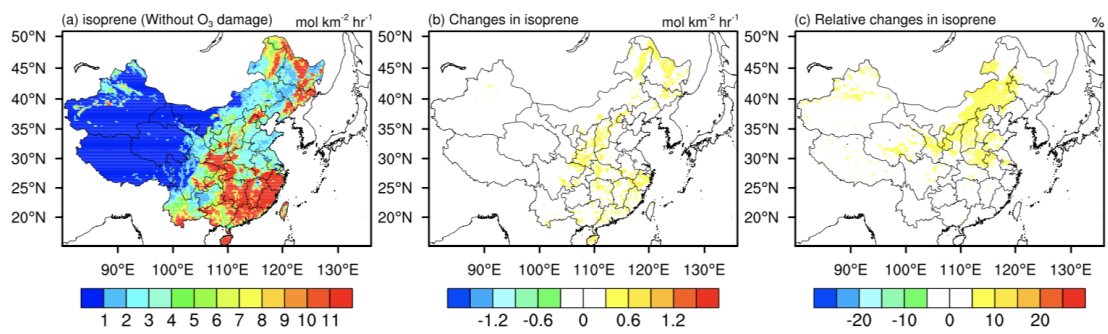 (a) isoprene (Without O₃ damage) mol km⁻² hr⁻¹
50°N
45°N
40°N
35°N
30°N
25°N
20°N
90°E 100°E 110°E 120°E 130°E
1 2 3 4 5 6 7 8 9 10 11
(b) Changes in isoprene mol km⁻² hr⁻¹
50°N
45°N
40°N
35°N
30°N
25°N
20°N
90°E 100°E 110°E 120°E 130°E
-1.2 -0.6 0 0.6 1.2
(c) Relative changes in isoprene %
50°N
45°N
40°N
35°N
30°N
25°N
20°N
90°E 100°E 110°E 120°E 130°E
-20 -10 0 10 20